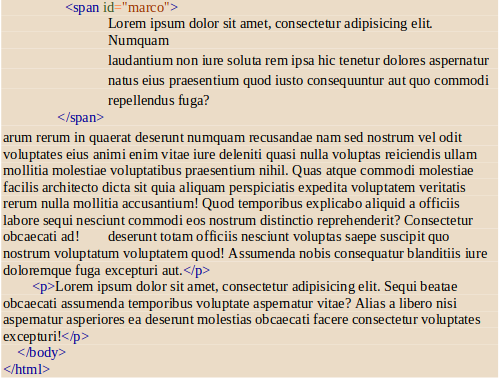 <span id="marco">
Lorem ipsum dolor sit amet, consectetur adipisicing elit.
Numquam
laudantium non iure soluta rem ipsa hic tenetur dolores aspernatur
natus eius praesentium quod iusto consequuntur aut quo commodi
repellendus fuga?
</span>
arum rerum in quaerat deserunt numquam recusandae nam sed nostrum vel odit
voluptates eius animi enim vitae iure deleniti quasi nulla voluptas reiciendis ullam
mollitia molestiae voluptatibus praesentium nihil. Quas atque commodi molestiae
facilis architecto dicta sit quia aliquam perspiciatis expedita voluptatem veritatis
rerum nulla mollitia accusantium! Quod temporibus explicabo aliquid a officiis
labore sequi nesciunt commodi eos nostrum distinctio reprehenderit? Consectetur
obcaecati ad! deserunt totam officiis nesciunt voluptas saepe suscipit quo
nostrum voluptatum voluptatem quod! Assumenda nobis consequatur blanditiis iure
doloremque fuga excepturi aut.</p>
<p>Lorem ipsum dolor sit amet, consectetur adipisicing elit. Sequi beatae
obcaecati assumenda temporibus voluptate aspernatur vitae? Alias a libero nisi
aspernatur asperiores ea deserunt molestias obcaecati facere consectetur voluptates
excepturi!</p>
</body>
</html>